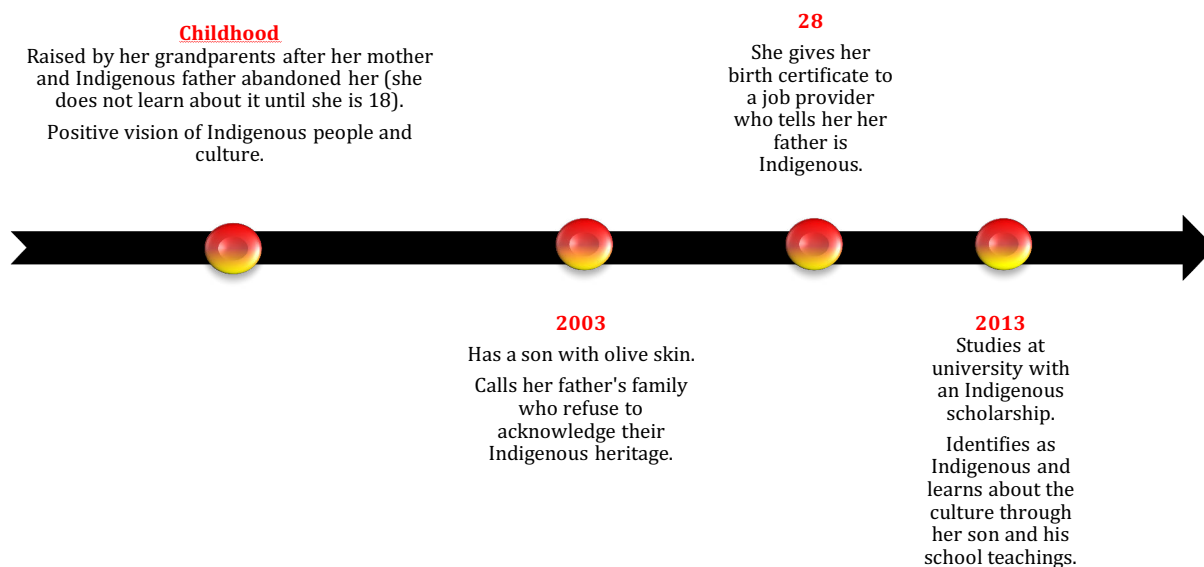 Childhood
Raised by her grandparents after her mother
and Indigenous father abandoned her (she
does not learn about it until she is 18).
Positive vision of Indigenous people and
culture.
2003
Has a son with olive skin.
Calls her father's family
who refuse to
acknowledge their
Indigenous heritage.
28
She gives her
birth certificate to
a job provider
who tells her her
father is
Indigenous.
2013
Studies at
university with
an Indigenous
scholarship.
Identifies as
Indigenous and
learns about the
culture through
her son and his
school teachings.